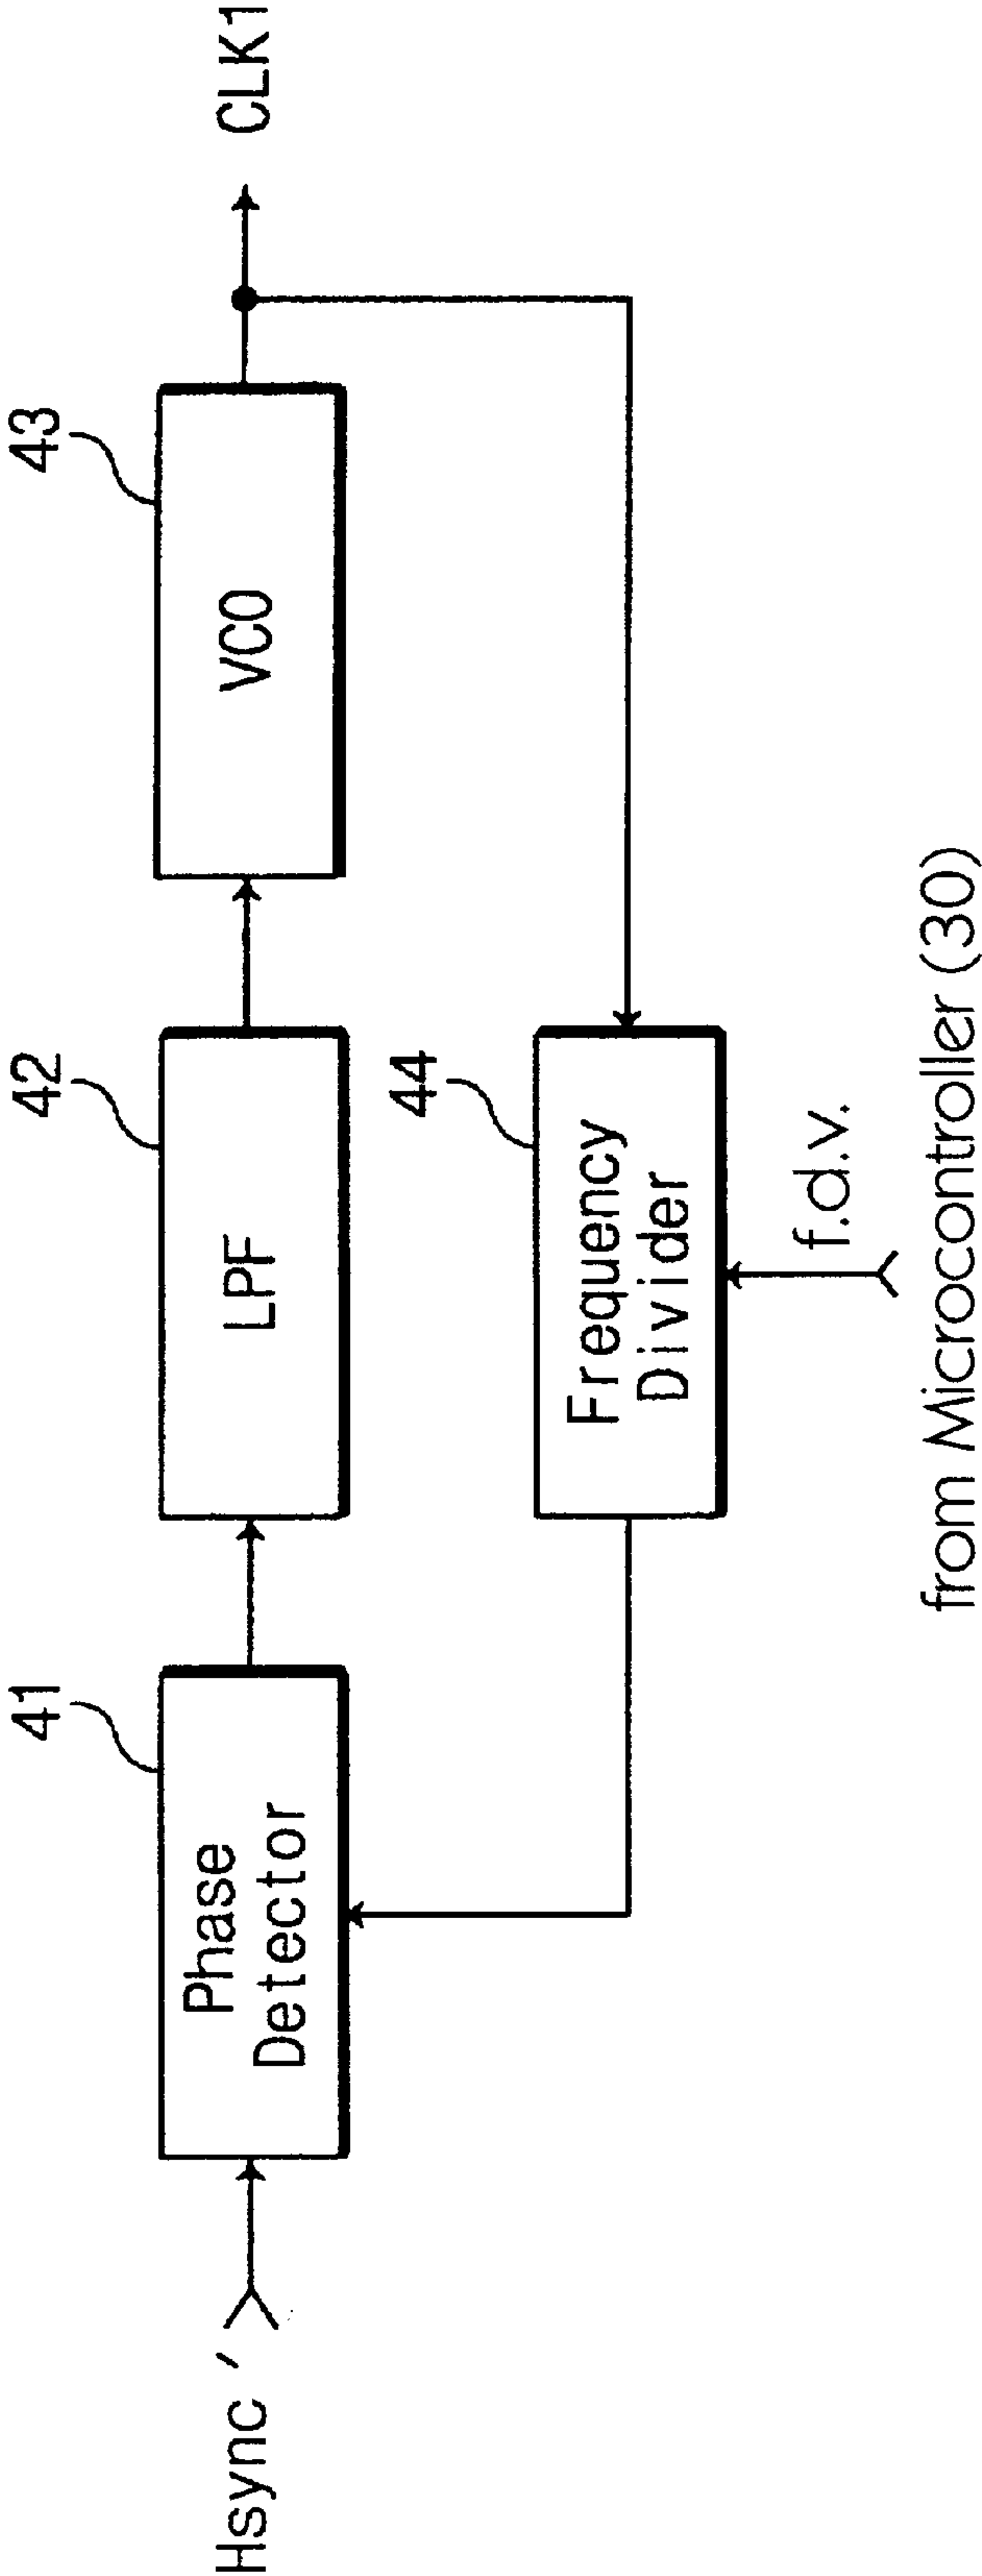 41
42
43
Hsync ′
Phase
Detector
LPF
VCO
CLK1
44
Frequency
Divider
f.d.v.
from Microcontroller (30)